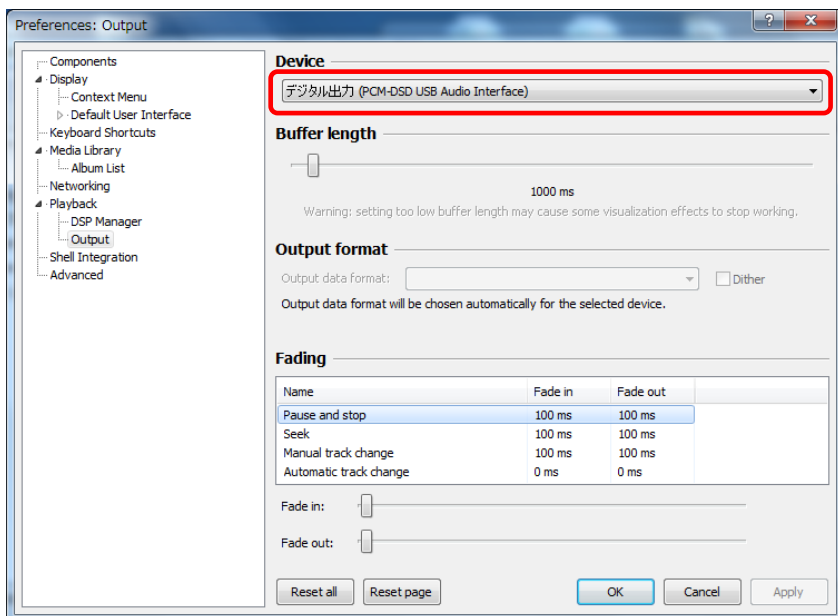 Preferences: Output
Components
Display
Context Menu
Default User Interface
Keyboard Shortcuts
Media Library
Album List
Networking
Playback
DSP Manager
Output
Shell Integration
Advanced
Device
デジタル出力 (PCM-DSD USB Audio Interface)
Buffer length
1000 ms
Warning: setting too low buffer length may cause some visualization effects to stop working.
Output format
Output data format:
Dither
Output data format will be chosen automatically for the selected device.
Fading
Name Fade in Fade out
Pause and stop 100 ms 100 ms
Seek 100 ms 100 ms
Manual track change 100 ms 100 ms
Automatic track change 0 ms 0 ms
Fade in:
Fade out:
Reset all Reset page OK Cancel Apply